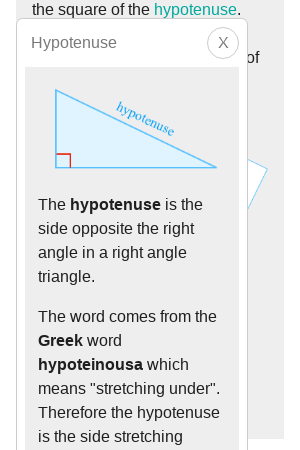 the square of the hypotenuse.
Hypotenuse X
of
hypotenuse
The hypotenuse is the
side opposite the right
angle in a right angle
triangle.
The word comes from the
Greek word
hypoteinousa which
means "stretching under".
Therefore the hypotenuse
is the side stretching